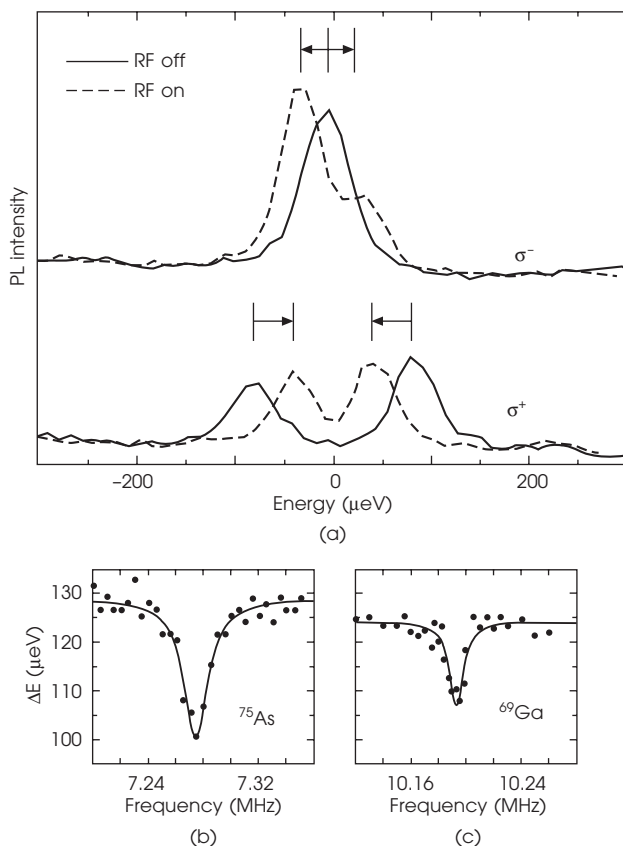 RF off
RF on
PL intensity
σ⁻
σ⁺
−200 0 200
Energy (μeV)
(a)
130
120
110
100
ΔE (μeV)
⁷⁵As
7.24 7.32
Frequency (MHz)
(b)
⁶⁹Ga
10.16 10.24
Frequency (MHz)
(c)